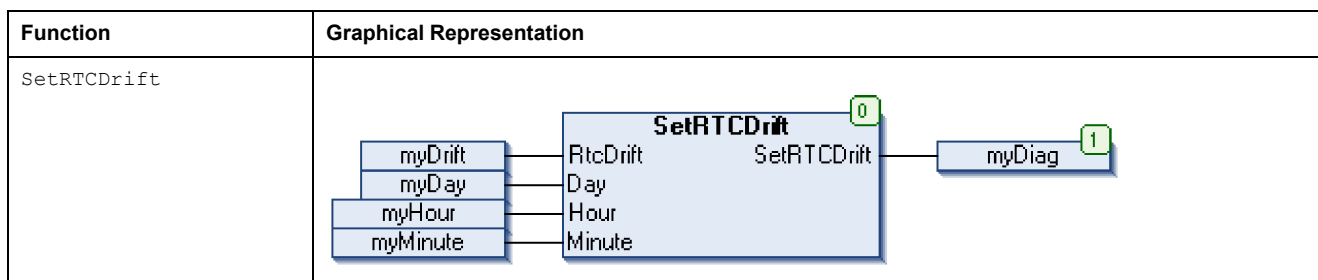 Function Graphical Representation
SetRTCDrift
0
SetRTCDrift
1
myDrift RtcDrift SetRTCDrift myDiag
myDay Day
myHour Hour
myMinute Minute